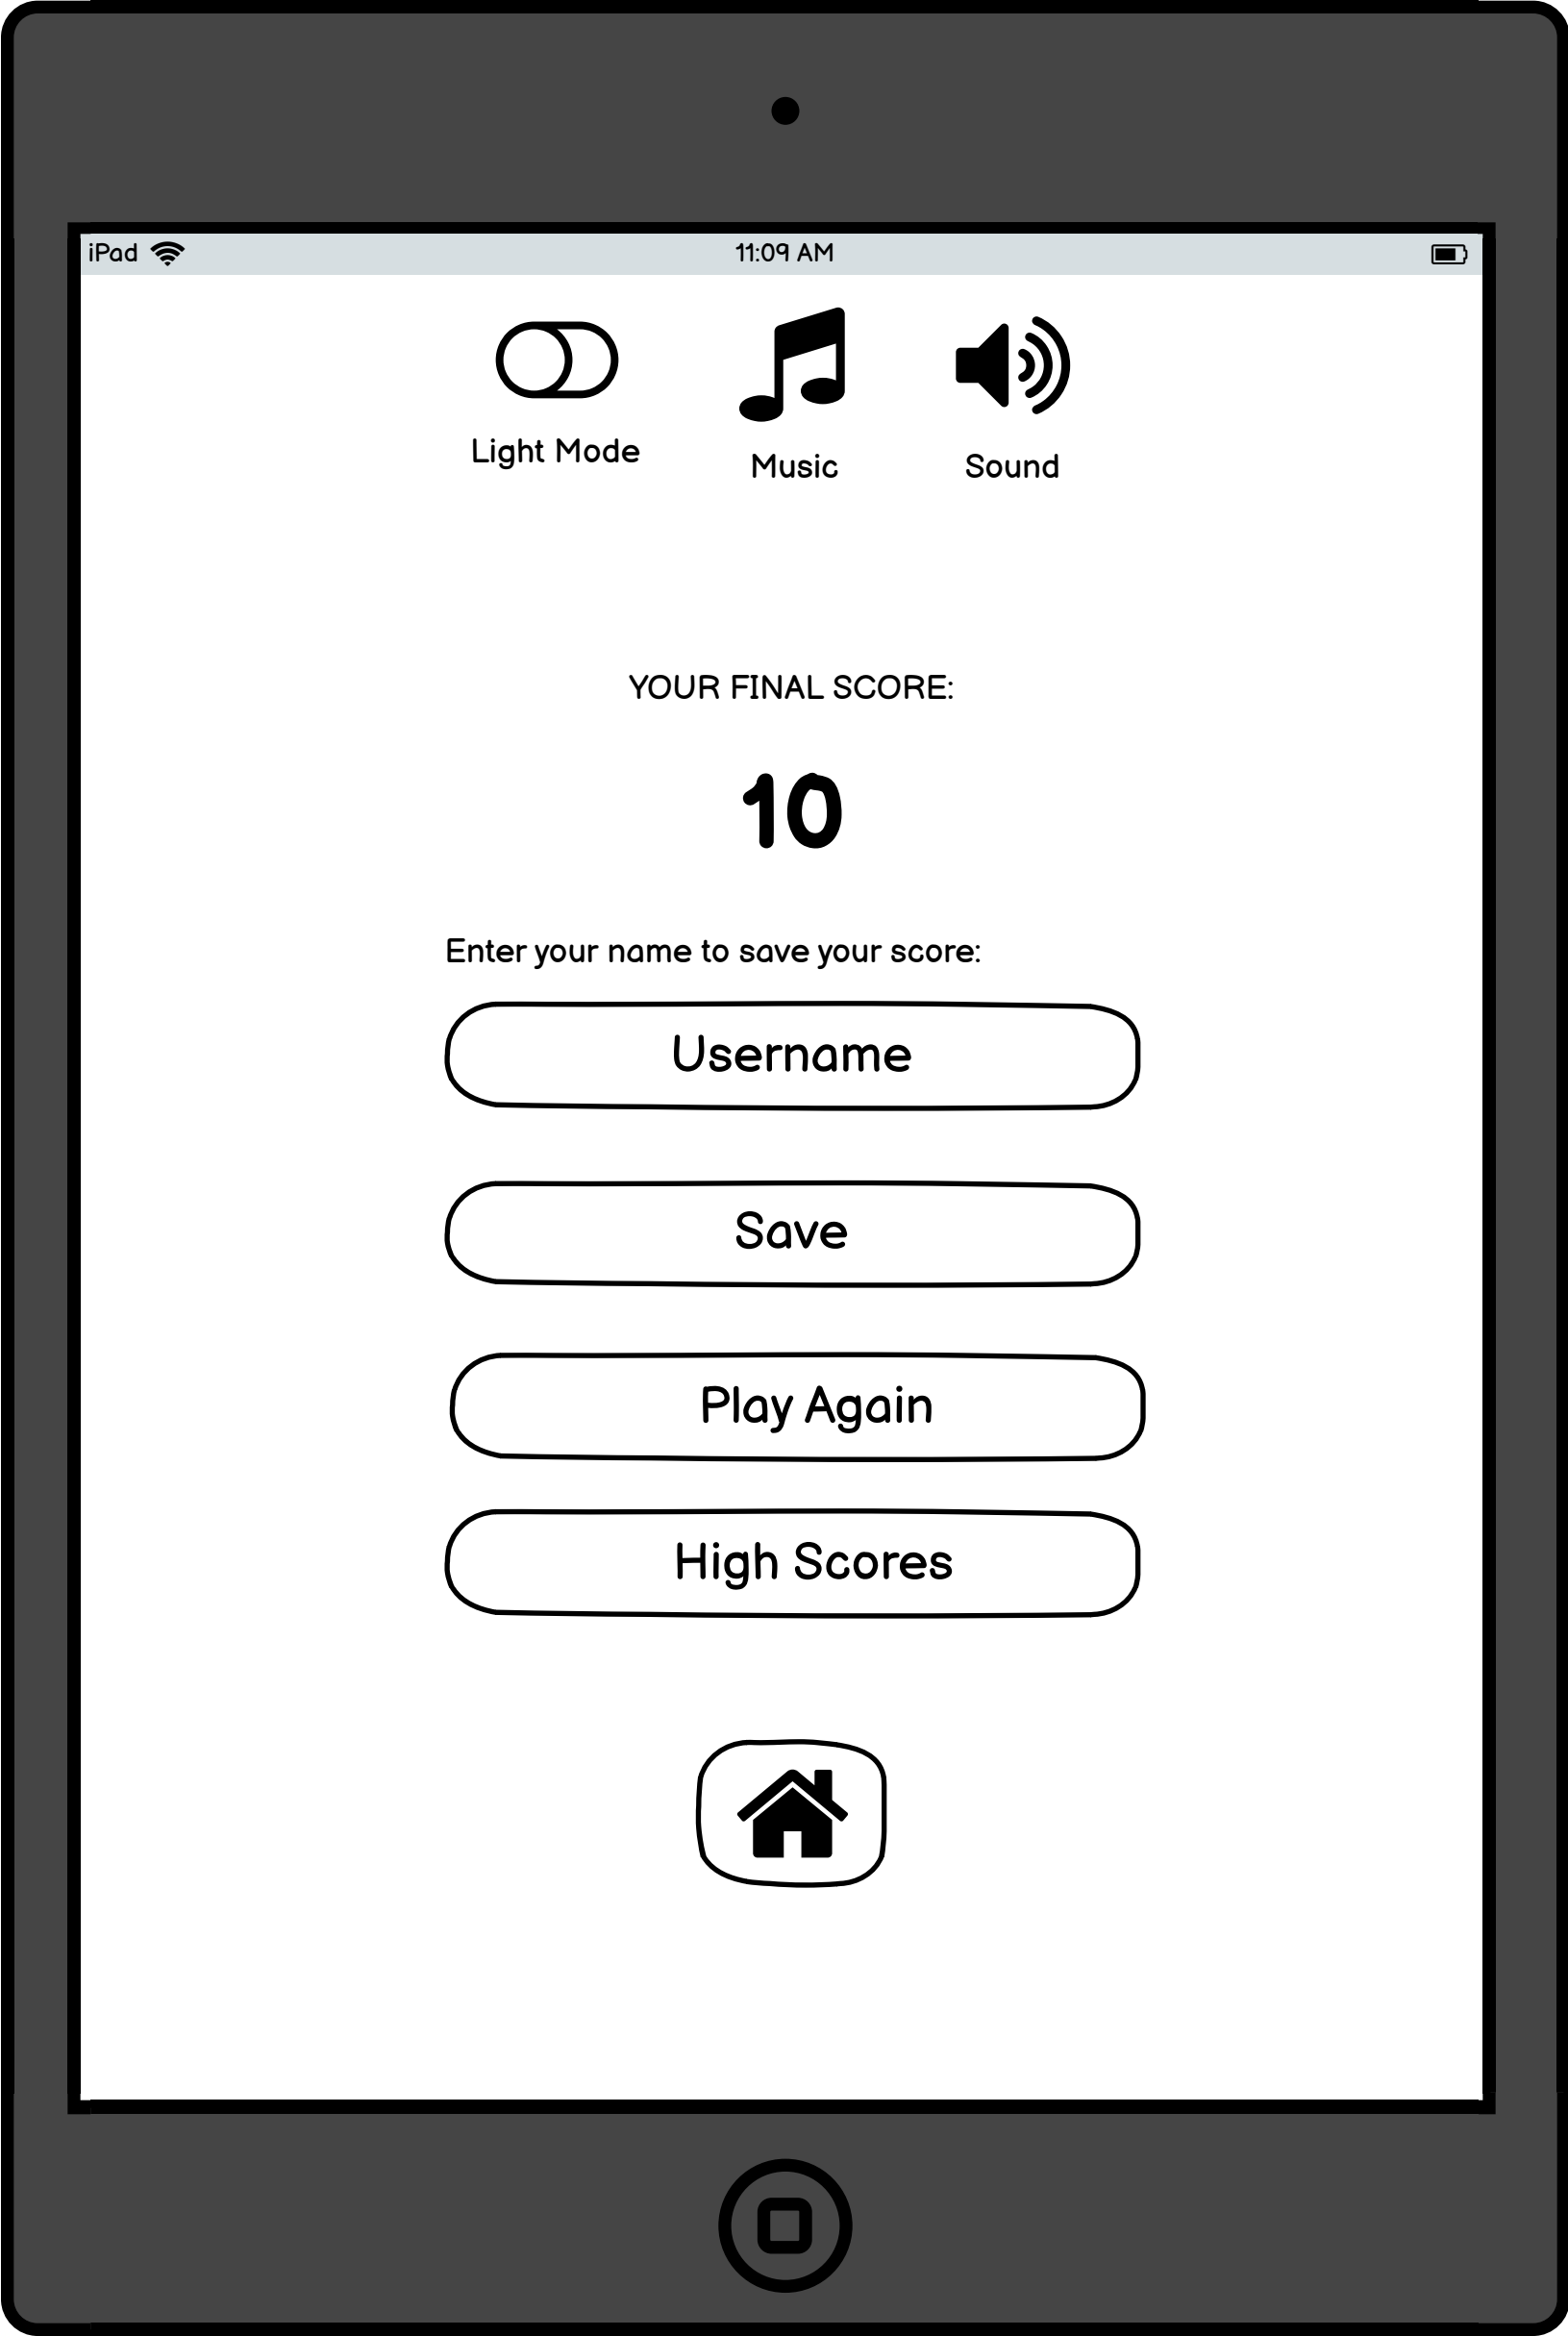 iPad 11:09 AM
Light Mode Music Sound
YOUR FINAL SCORE:
10
Enter your name to save your score:
Username
Save
Play Again
High Scores